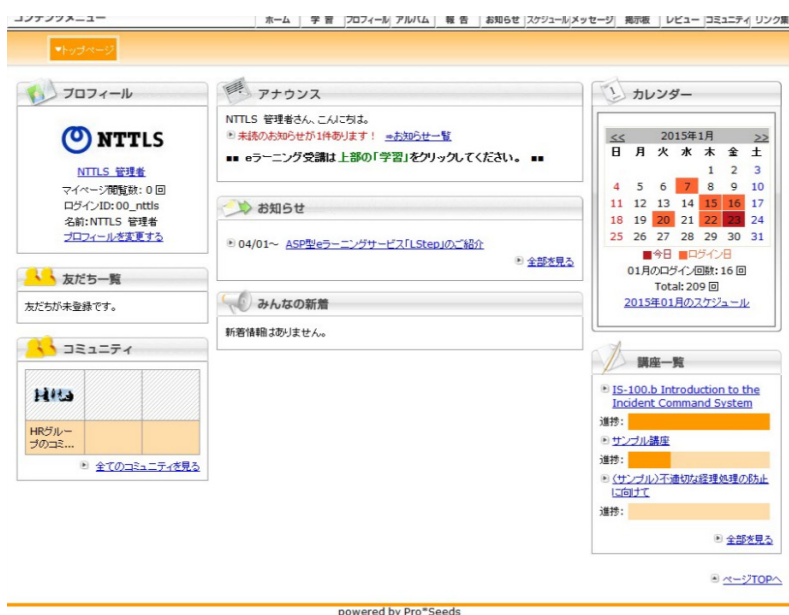 コンテンツメニュー
ホーム 学習 プロフィール アルバム 報告 お知らせ スケジュール メッセージ 掲示板 レビュー コミュニティ リンク集
♥トップページ
プロフィール
NTTLS
NTTLS 管理者
マイページ閲覧数: 0 回
ログインID: 00_nttls
名前: NTTLS 管理者
プロフィールを変更する
友だち一覧
友だちが未登録です。
コミュニティ
HRグルー
プのコミ...
全てのコミュニティを見る
アナウンス
NTTLS 管理者さん、こんにちは。
未読のお知らせが1件あります! ⇒お知らせ一覧
■■ eラーニング受講は上部の「学習」をクリックしてください。 ■■
お知らせ
04/01～ ASP型eラーニングサービス「LStep」のご紹介
全部を見る
みんなの新着
新着情報はありません。
カレンダー
<< 2015年1月 >>
日 月 火 水 木 金 土
1 2 3
4 5 6 7 8 9 10
11 12 13 14 15 16 17
18 19 20 21 22 23 24
25 26 27 28 29 30 31
■今日 ■ログイン日
01月のログイン回数: 16 回
Total: 209 回
2015年01月のスケジュール
講座一覧
IS-100.b Introduction to the
Incident Command System
進捗:
サンプル講座
進捗:
(サンプル)不適切な経理処理の防止
に向けて
進捗:
全部を見る
ページTOPへ
powered by Pro*Seeds